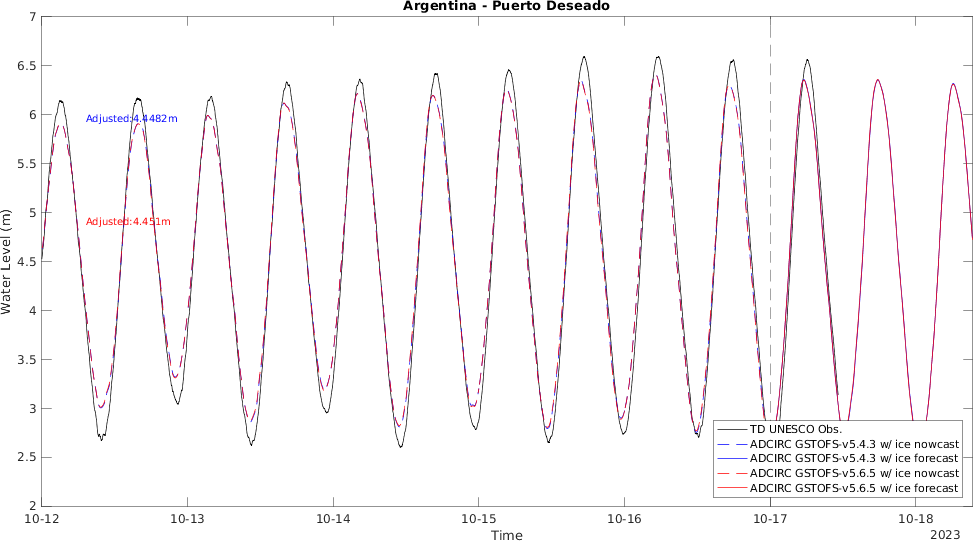 Argentina - Puerto Deseado
7
6.5
6
5.5
5
4.5
4
3.5
3
2.5
2
Water Level (m)
Adjusted:4.4482m
Adjusted:4.451m
TD UNESCO Obs.
ADCIRC GSTOFS-v5.4.3 w/ ice nowcast
ADCIRC GSTOFS-v5.4.3 w/ ice forecast
ADCIRC GSTOFS-v5.6.5 w/ ice nowcast
ADCIRC GSTOFS-v5.6.5 w/ ice forecast
10-12 10-13 10-14 10-15 10-16 10-17 10-18
Time
2023